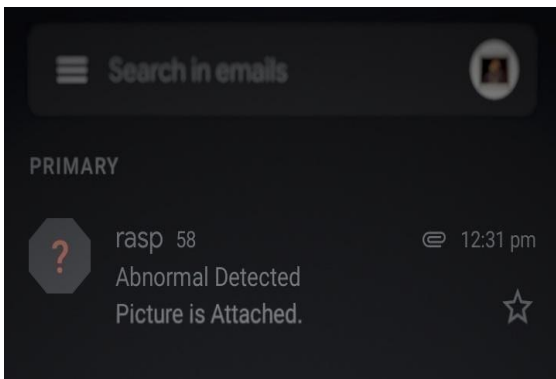 Search in emails
PRIMARY
?
rasp 58
12:31 pm
Abnormal Detected
Picture is Attached.